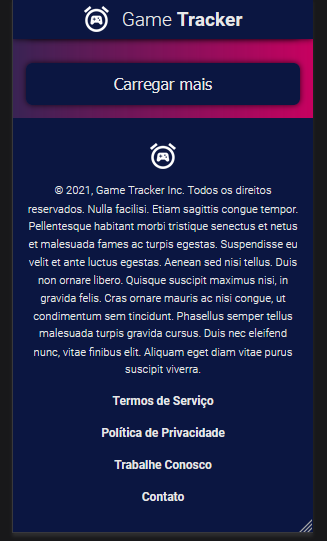 Game Tracker
Carregar mais
© 2021, Game Tracker Inc. Todos os direitos
reservados. Nulla facilisi. Etiam sagittis congue tempor.
Pellentesque habitant morbi tristique senectus et netus
et malesuada fames ac turpis egestas. Suspendisse eu
velit et ante luctus egestas. Aenean sed nisi tellus. Duis
non ornare libero. Quisque suscipit maximus nisi, in
gravida felis. Cras ornare mauris ac nisi congue, ut
condimentum sem tincidunt. Phasellus semper tellus
malesuada turpis gravida cursus. Duis nec eleifend
nunc, vitae finibus elit. Aliquam eget diam vitae purus
suscipit viverra.
Termos de Serviço
Política de Privacidade
Trabalhe Conosco
Contato